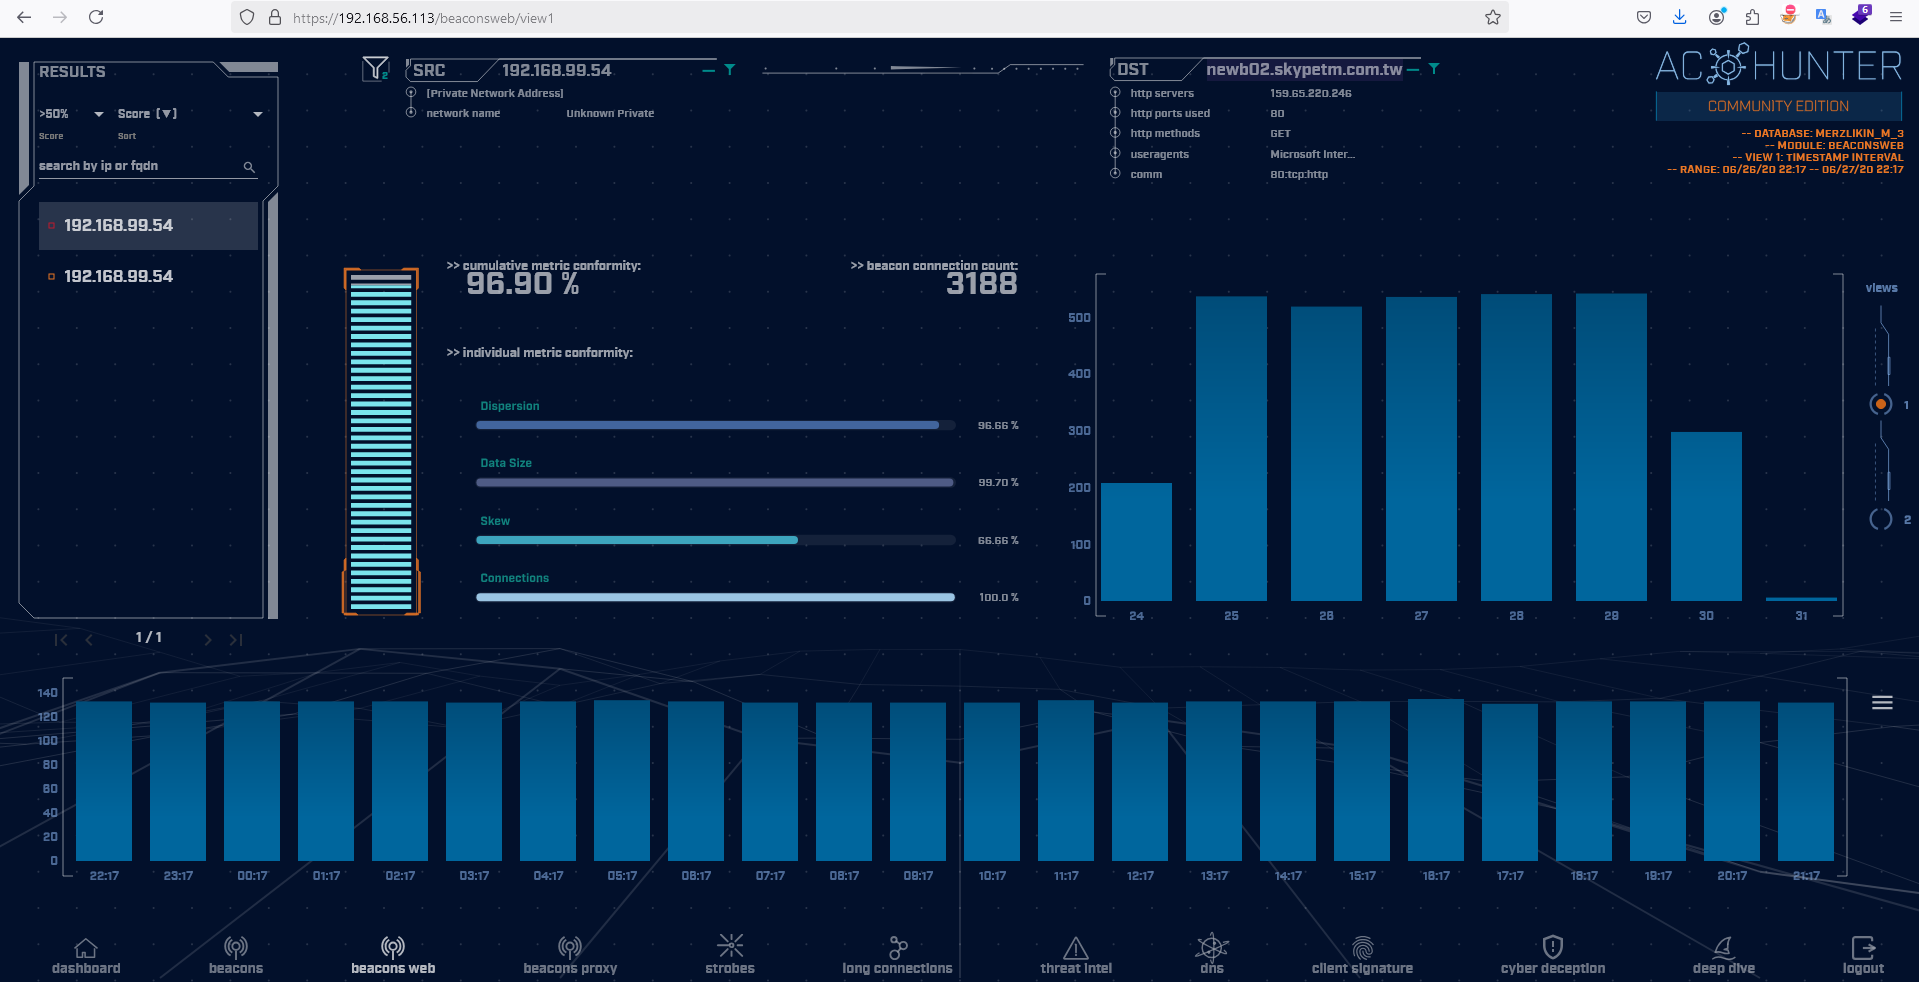 https://192.168.56.113/beaconsweb/view1
6
RESULTS
>50%
Score [▼]
Score
Sort
search by ip or fqdn
192.168.99.54
192.168.99.54
1 / 1
2
SRC
192.168.99.54
[Private Network Address]
network name
Unknown Private
DST
newb02.skypetm.com.tw
http servers
159.65.220.246
http ports used
80
http methods
GET
useragents
Microsoft Inter...
comm
80:tcp:http
AC HUNTER
COMMUNITY EDITION
-- DATABASE: MERZLIKIN_M_3
-- MODULE: BEACONSWEB
-- VIEW 1: TIMESTAMP INTERVAL
-- RANGE: 06/26/20 22:17 -- 06/27/20 22:17
>> cumulative metric conformity:
96.90 %
>> beacon connection count:
3188
>> individual metric conformity:
Dispersion
96.66 %
Data Size
99.70 %
Skew
66.66 %
Connections
100.0 %
500
400
300
200
100
0
24
25
26
27
28
29
30
31
views
1
2
140
120
100
80
60
40
20
0
22:17
23:17
00:17
01:17
02:17
03:17
04:17
05:17
06:17
07:17
08:17
09:17
10:17
11:17
12:17
13:17
14:17
15:17
16:17
17:17
18:17
19:17
20:17
21:17
dashboard
beacons
beacons web
beacons proxy
strobes
long connections
threat intel
dns
client signature
cyber deception
deep dive
logout